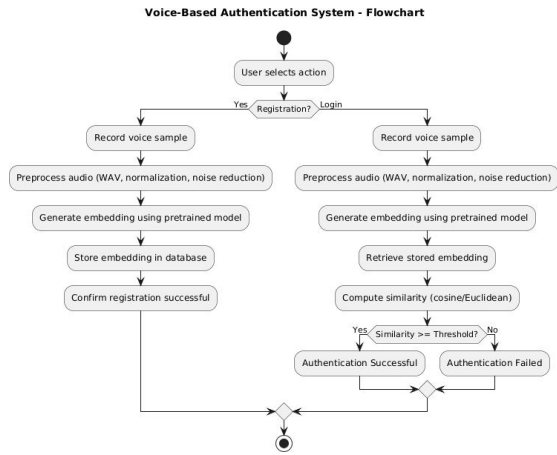 Voice-Based Authentication System - Flowchart
User selects action
Yes
Registration?
Login
Record voice sample
Preprocess audio (WAV, normalization, noise reduction)
Generate embedding using pretrained model
Store embedding in database
Confirm registration successful
Record voice sample
Preprocess audio (WAV, normalization, noise reduction)
Generate embedding using pretrained model
Retrieve stored embedding
Compute similarity (cosine/Euclidean)
Yes
Similarity >= Threshold?
No
Authentication Successful
Authentication Failed